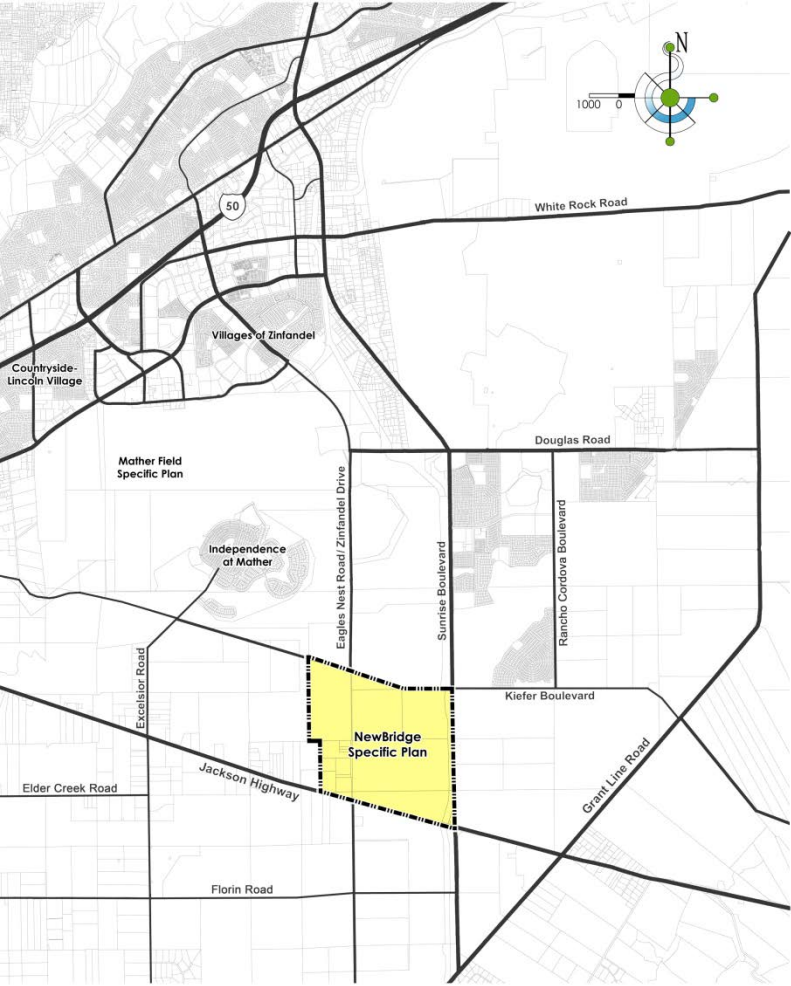 N
1000 0
50
White Rock Road
Villages of Zinfandel
Countryside-
Lincoln Village
Douglas Road
Mather Field
Specific Plan
Eagles Nest Road/ Zinfandel Drive
Sunrise Boulevard
Rancho Cordova Boulevard
Independence
at Mather
Excelsior Road
Kiefer Boulevard
NewBridge
Specific Plan
Jackson Highway
Grant Line Road
Elder Creek Road
Florin Road